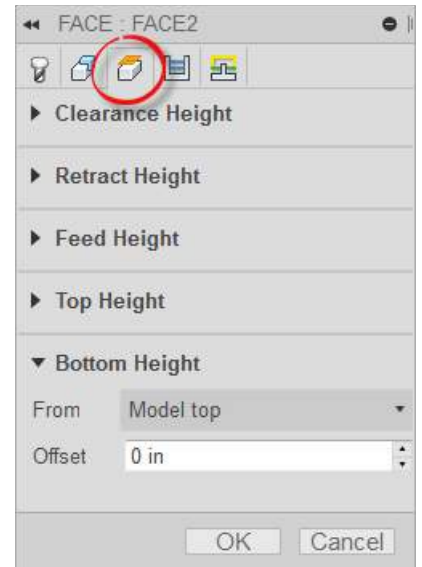 FACE : FACE2
Clearance Height
Retract Height
Feed Height
Top Height
Bottom Height
From Model top
Offset 0 in
OK Cancel